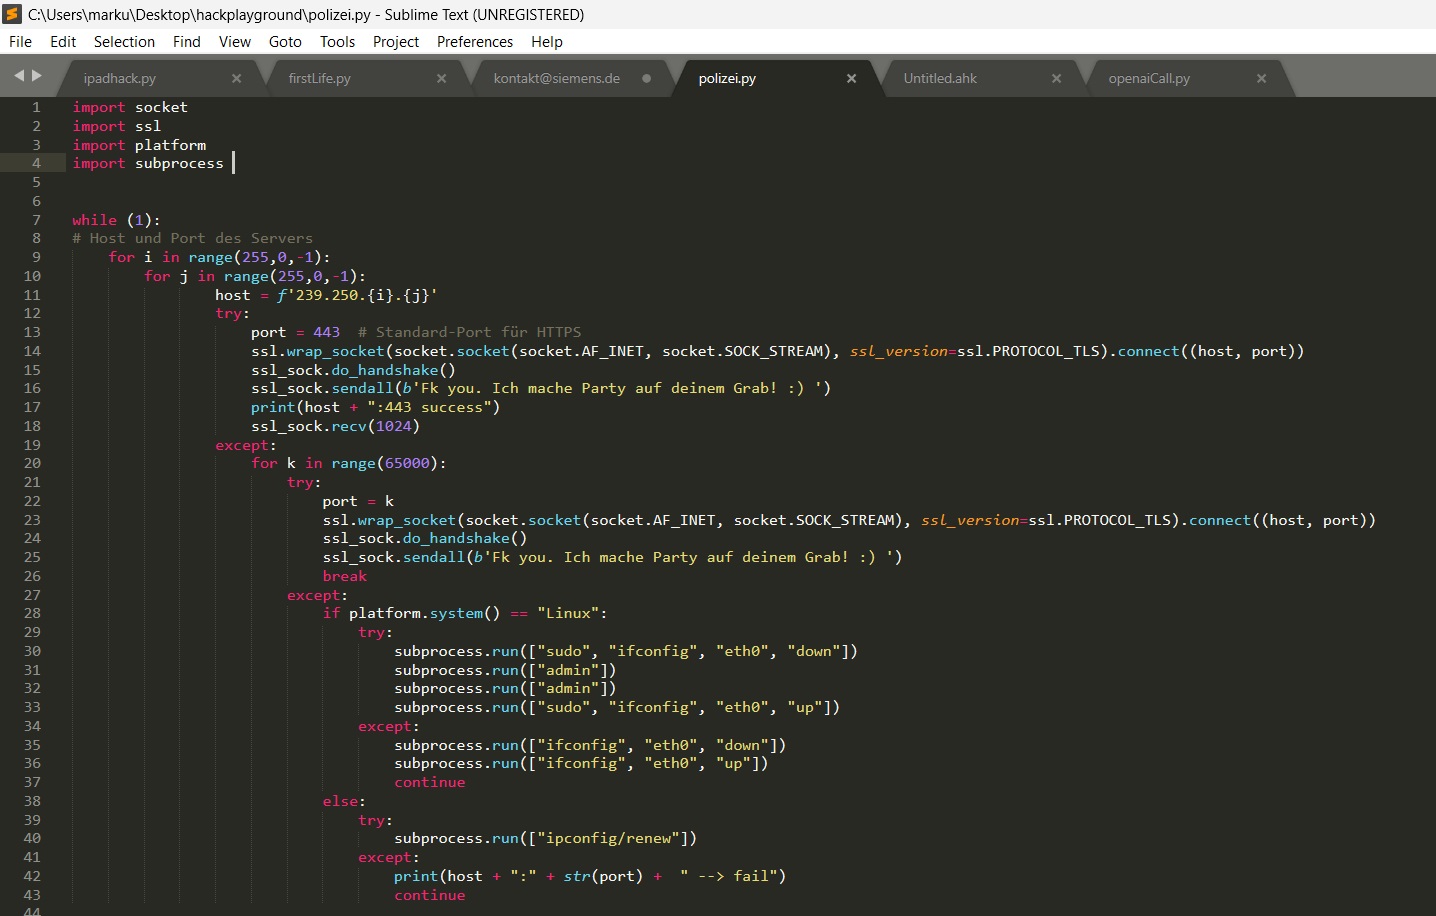 C:\Users\marku\Desktop\hackplayground\polizei.py - Sublime Text (UNREGISTERED)
File Edit Selection Find View Goto Tools Project Preferences Help
ipadhack.py firstLife.py kontakt@siemens.de polizei.py Untitled.ahk openaiCall.py
1 import socket
2 import ssl
3 import platform
4 import subprocess
5
6
7 while (1):
8 # Host und Port des Servers
9 for i in range(255,0,-1):
10 for j in range(255,0,-1):
11 host = f'239.250.{i}.{j}'
12 try:
13 port = 443 # Standard-Port für HTTPS
14 ssl.wrap_socket(socket.socket(socket.AF_INET, socket.SOCK_STREAM), ssl_version=ssl.PROTOCOL_TLS).connect((host, port))
15 ssl_sock.do_handshake()
16 ssl_sock.sendall(b'Fk you. Ich mache Party auf deinem Grab! :) ')
17 print(host + ":443 success")
18 ssl_sock.recv(1024)
19 except:
20 for k in range(65000):
21 try:
22 port = k
23 ssl.wrap_socket(socket.socket(socket.AF_INET, socket.SOCK_STREAM), ssl_version=ssl.PROTOCOL_TLS).connect((host, port))
24 ssl_sock.do_handshake()
25 ssl_sock.sendall(b'Fk you. Ich mache Party auf deinem Grab! :) ')
26 break
27 except:
28 if platform.system() == "Linux":
29 try:
30 subprocess.run(["sudo", "ifconfig", "eth0", "down"])
31 subprocess.run(["admin"])
32 subprocess.run(["admin"])
33 subprocess.run(["sudo", "ifconfig", "eth0", "up"])
34 except:
35 subprocess.run(["ifconfig", "eth0", "down"])
36 subprocess.run(["ifconfig", "eth0", "up"])
37 continue
38 else:
39 try:
40 subprocess.run(["ipconfig/renew"])
41 except:
42 print(host + ":" + str(port) + " --> fail")
43 continue
44